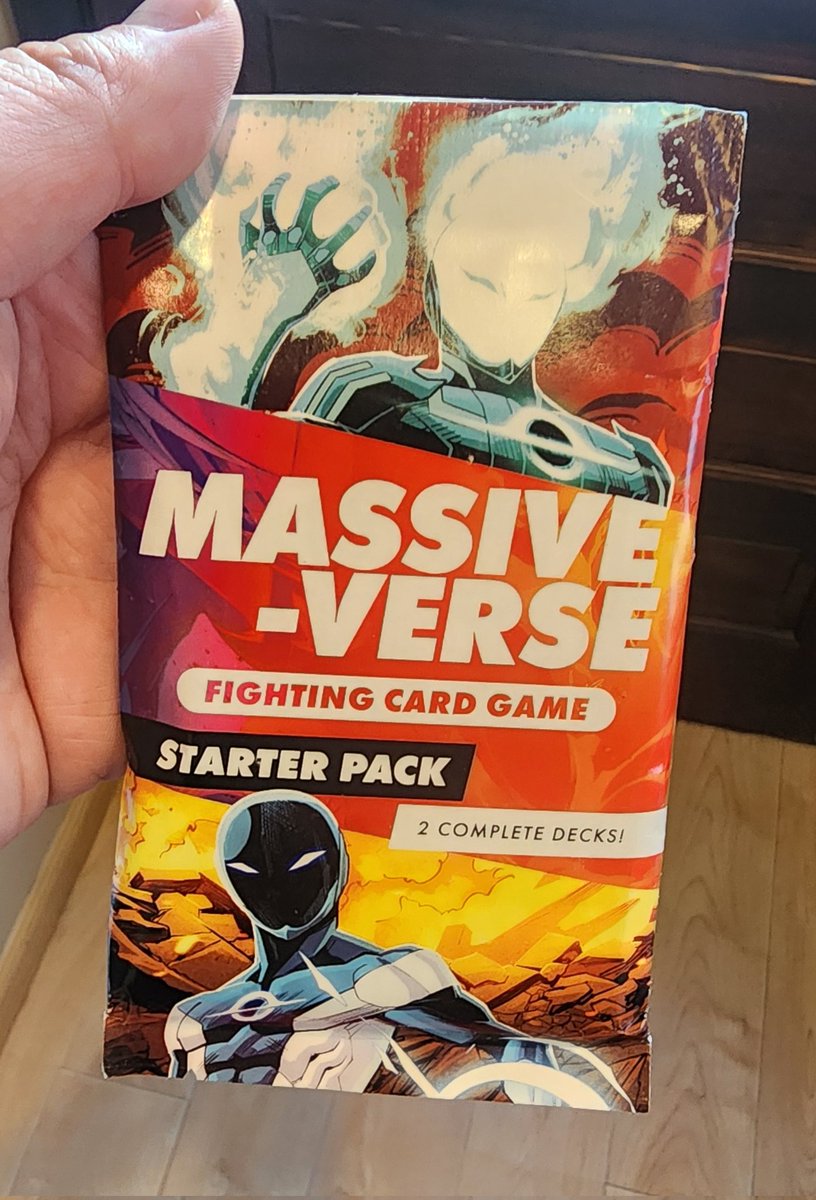 MASSIVE
-VERSE
FIGHTING CARD GAME
STARTER PACK
2 COMPLETE DECKS!